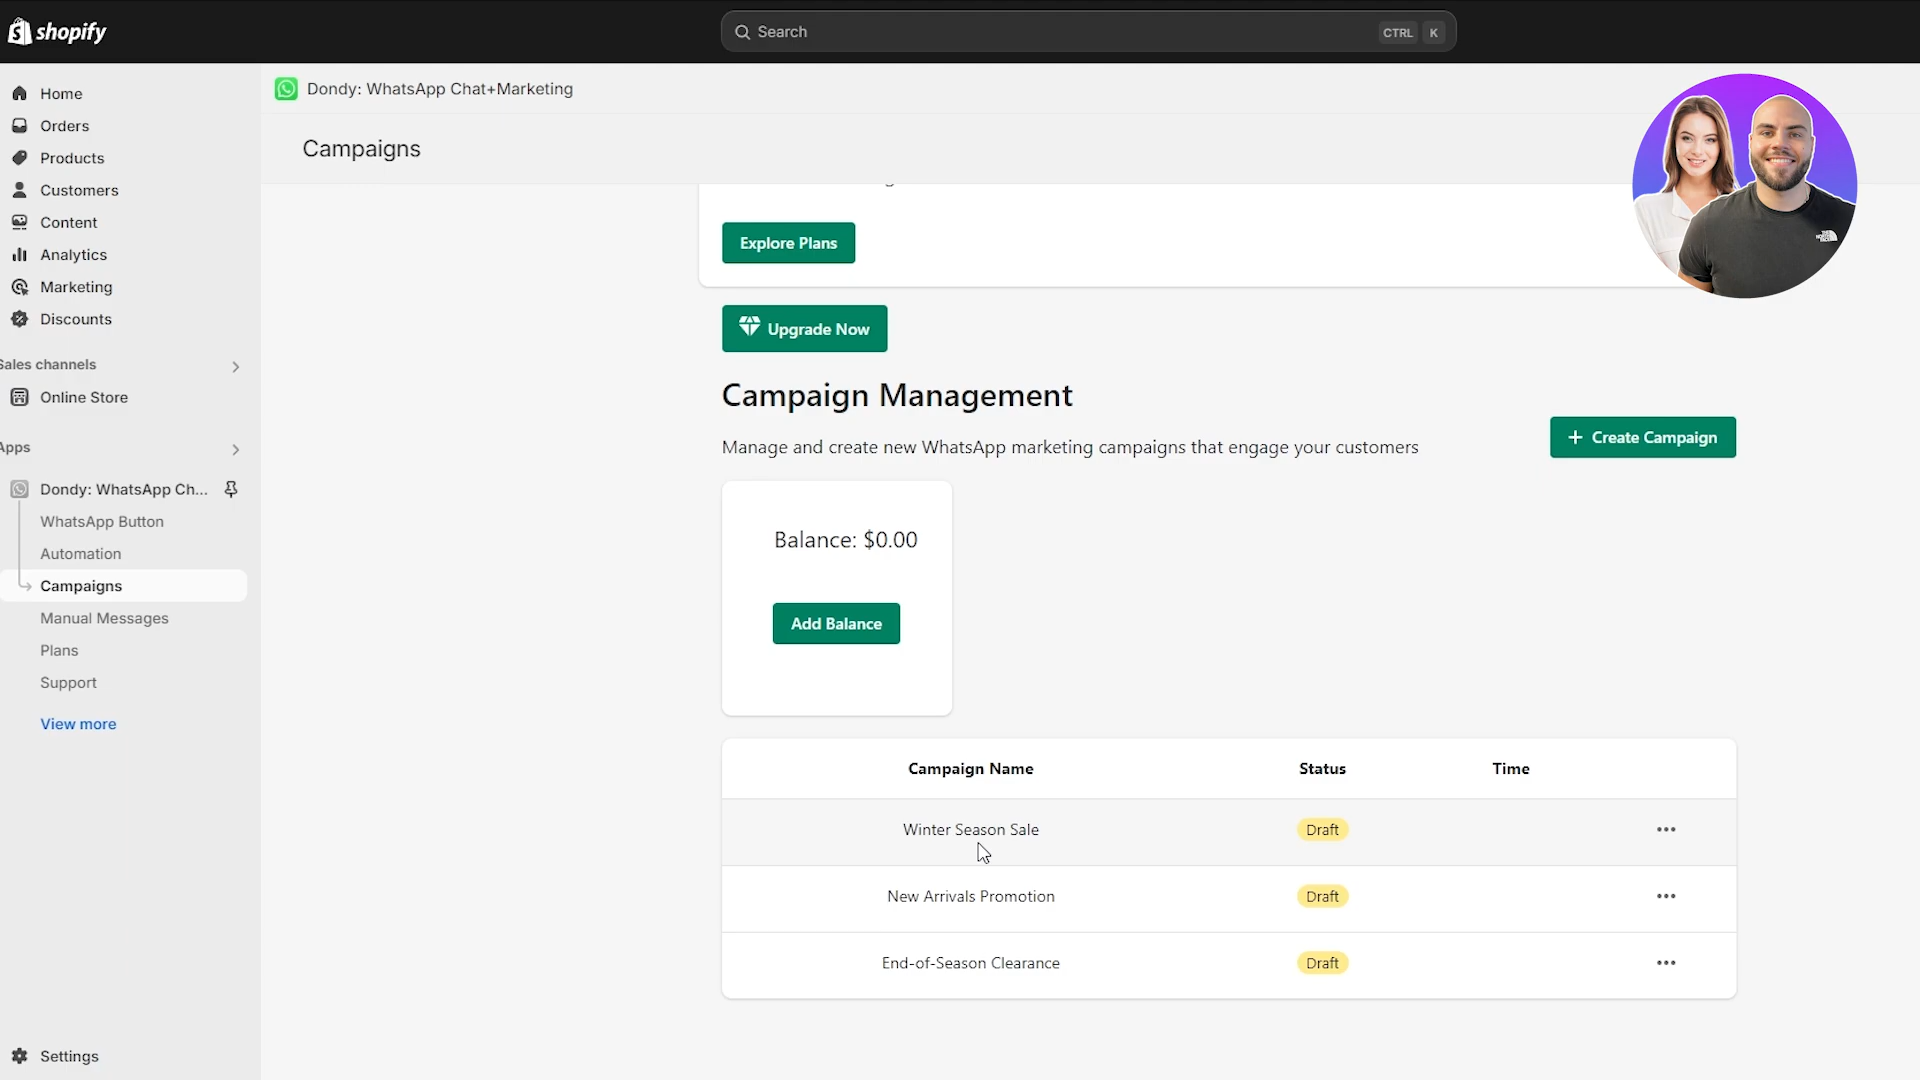 shopify
Search
CTRL K
Home
Orders
Products
Customers
Content
Analytics
Marketing
Discounts
Sales channels
Online Store
Apps
Dondy: WhatsApp Ch...
WhatsApp Button
Automation
Campaigns
Manual Messages
Plans
Support
View more
Settings
Dondy: WhatsApp Chat+Marketing
Campaigns
Explore Plans
Upgrade Now
Campaign Management
Manage and create new WhatsApp marketing campaigns that engage your customers
+ Create Campaign
Balance: $0.00
Add Balance
Campaign Name Status Time
Winter Season Sale Draft
New Arrivals Promotion Draft
End-of-Season Clearance Draft